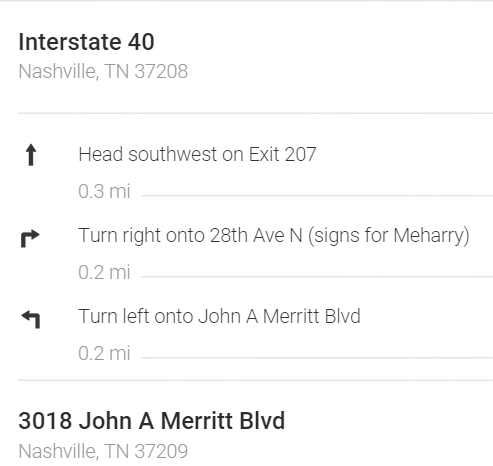 Interstate 40
Nashville, TN 37208
Head southwest on Exit 207
0.3 mi
Turn right onto 28th Ave N (signs for Meharry)
0.2 mi
Turn left onto John A Merritt Blvd
0.2 mi
3018 John A Merritt Blvd
Nashville, TN 37209